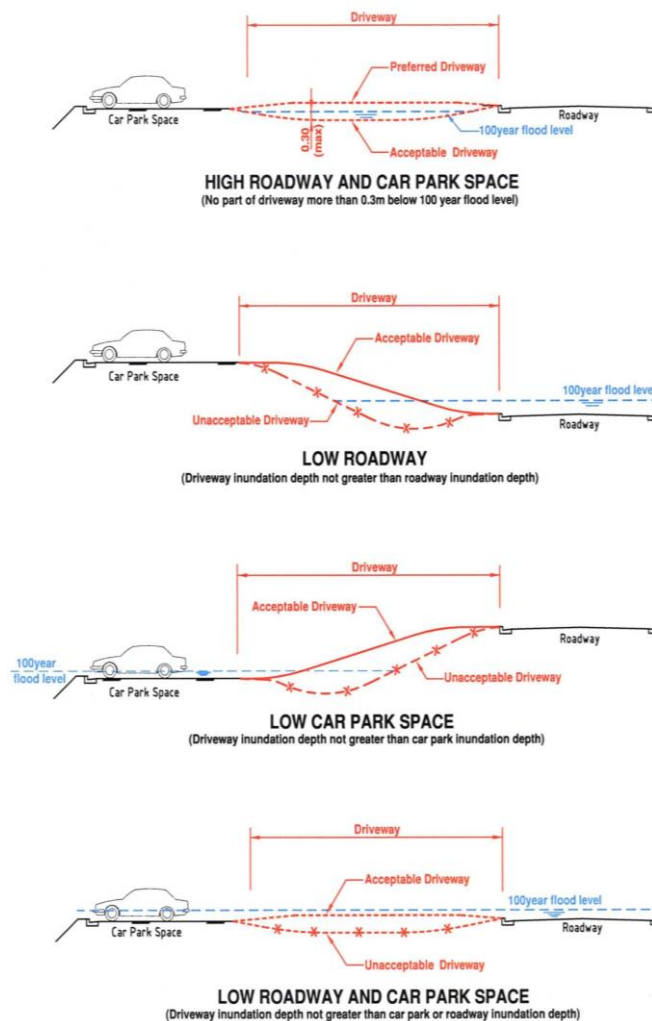 Driveway
Preferred Driveway
Car Park Space
0.30
(max)
100year flood level
Roadway
Acceptable Driveway
HIGH ROADWAY AND CAR PARK SPACE
(No part of driveway more than 0.3m below 100 year flood level)
Driveway
Acceptable Driveway
Car Park Space
100year flood level
Unacceptable Driveway
Roadway
LOW ROADWAY
(Driveway inundation depth not greater than roadway inundation depth)
Driveway
Acceptable Driveway
Roadway
100year
flood level
Unacceptable Driveway
Car Park Space
LOW CAR PARK SPACE
(Driveway inundation depth not greater than car park inundation depth)
Driveway
Acceptable Driveway
100year flood level
Car Park Space
Roadway
Unacceptable Driveway
LOW ROADWAY AND CAR PARK SPACE
(Driveway inundation depth not greater than car park or roadway inundation depth)